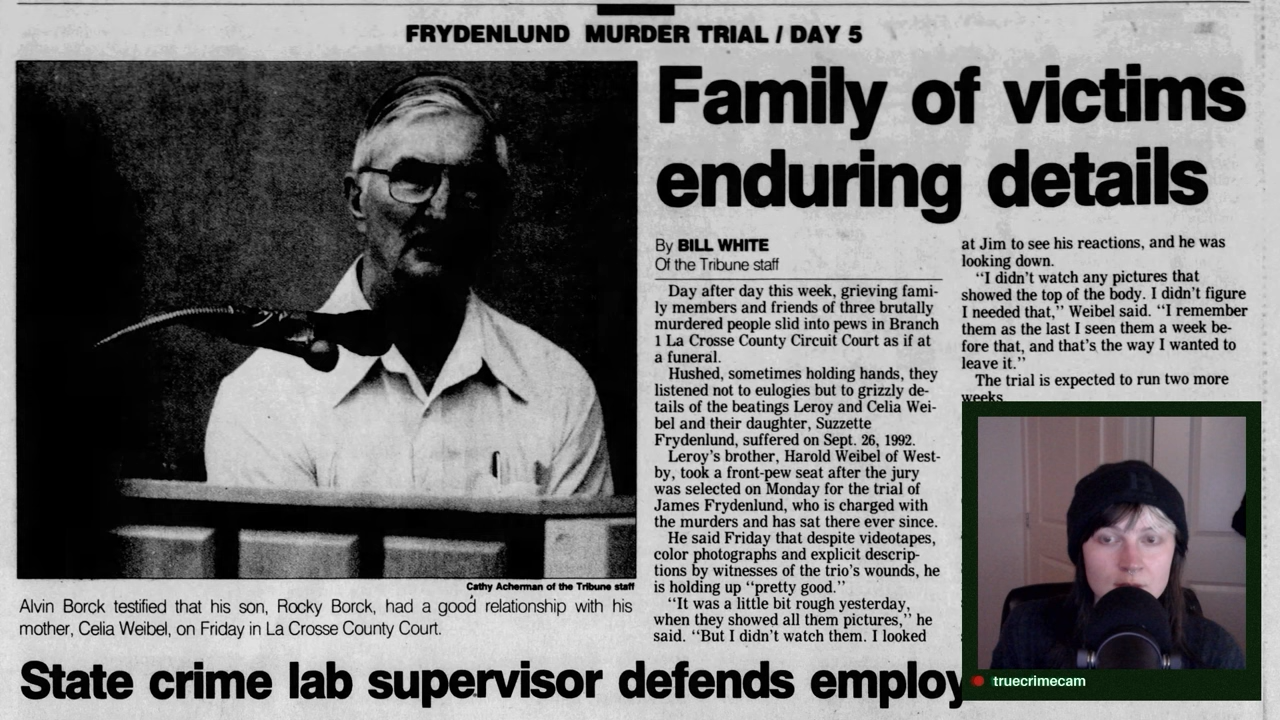 FRYDENLUND MURDER TRIAL / DAY 5
Family of victims
enduring details
By BILL WHITE
Of the Tribune staff
Day after day this week, grieving fami-
ly members and friends of three brutally
murdered people slid into pews in Branch
1 La Crosse County Circuit Court as if at
a funeral.
Hushed, sometimes holding hands, they
listened not to eulogies but to grizzly de-
tails of the beatings Leroy and Celia Wei-
bel and their daughter, Suzzette
Frydenlund, suffered on Sept. 26, 1992.
Leroy's brother, Harold Weibel of West-
by, took a front-pew seat after the jury
was selected on Monday for the trial of
James Frydenlund, who is charged with
the murders and has sat there ever since.
He said Friday that despite videotapes,
color photographs and explicit descrip-
tions by witnesses of the trio's wounds, he
is holding up "pretty good."
"It was a little bit rough yesterday,
when they showed all them pictures," he
said. "But I didn't watch them. I looked
at Jim to see his reactions, and he was
looking down.
"I didn't watch any pictures that
showed the top of the body. I didn't figure
I needed that," Weibel said. "I remember
them as the last I seen them a week be-
fore that, and that's the way I wanted to
leave it."
The trial is expected to run two more
weeks
Cathy Acherman of the Tribune staff
Alvin Borck testified that his son, Rocky Borck, had a good relationship with his
mother, Celia Weibel, on Friday in La Crosse County Court.
State crime lab supervisor defends employ
truecrimecam